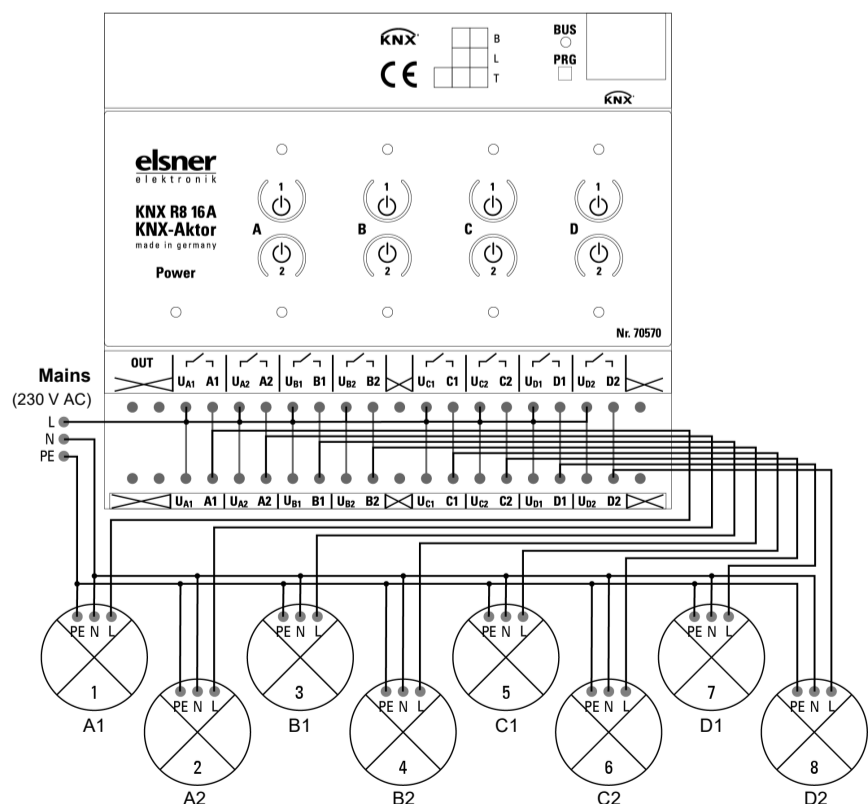 KNX B BUS
L
CE T PRG
KNX
elsner
elektronik
1 1 1 1
KNX R8 16A
KNX-Aktor A B C D
made in germany
2 2 2 2
Power
Nr. 70570
OUT
Mains UA1 A1 UA2 A2 UB1 B1 UB2 B2 UC1 C1 UC2 C2 UD1 D1 UD2 D2
(230 V AC)
L
N
PE
UA1 A1 UA2 A2 UB1 B1 UB2 B2 UC1 C1 UC2 C2 UD1 D1 UD2 D2
PE N L PE N L PE N L PE N L
1 3 5 7
A1 B1 C1 D1
PE N L PE N L PE N L PE N L
2 4 6 8
A2 B2 C2 D2